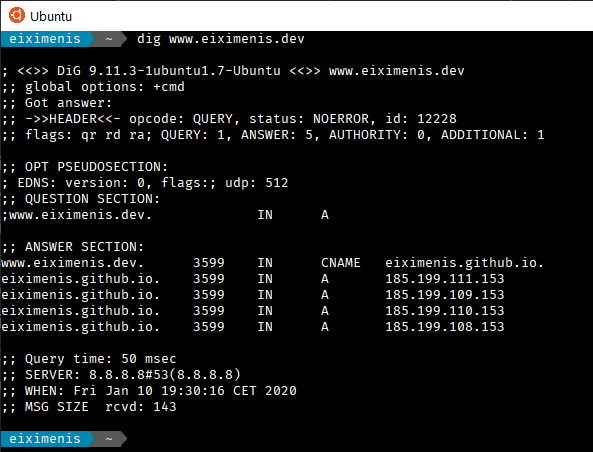 Ubuntu
eiximenis ~ dig www.eiximenis.dev
; <<>> DiG 9.11.3-1ubuntu1.7-Ubuntu <<>> www.eiximenis.dev
;; global options: +cmd
;; Got answer:
;; ->>HEADER<<- opcode: QUERY, status: NOERROR, id: 12228
;; flags: qr rd ra; QUERY: 1, ANSWER: 5, AUTHORITY: 0, ADDITIONAL: 1
;; OPT PSEUDOSECTION:
; EDNS: version: 0, flags:; udp: 512
;; QUESTION SECTION:
;www.eiximenis.dev. IN A
;; ANSWER SECTION:
www.eiximenis.dev. 3599 IN CNAME eiximenis.github.io.
eiximenis.github.io. 3599 IN A 185.199.111.153
eiximenis.github.io. 3599 IN A 185.199.109.153
eiximenis.github.io. 3599 IN A 185.199.110.153
eiximenis.github.io. 3599 IN A 185.199.108.153
;; Query time: 50 msec
;; SERVER: 8.8.8.8#53(8.8.8.8)
;; WHEN: Fri Jan 10 19:30:16 CET 2020
;; MSG SIZE rcvd: 143
eiximenis ~